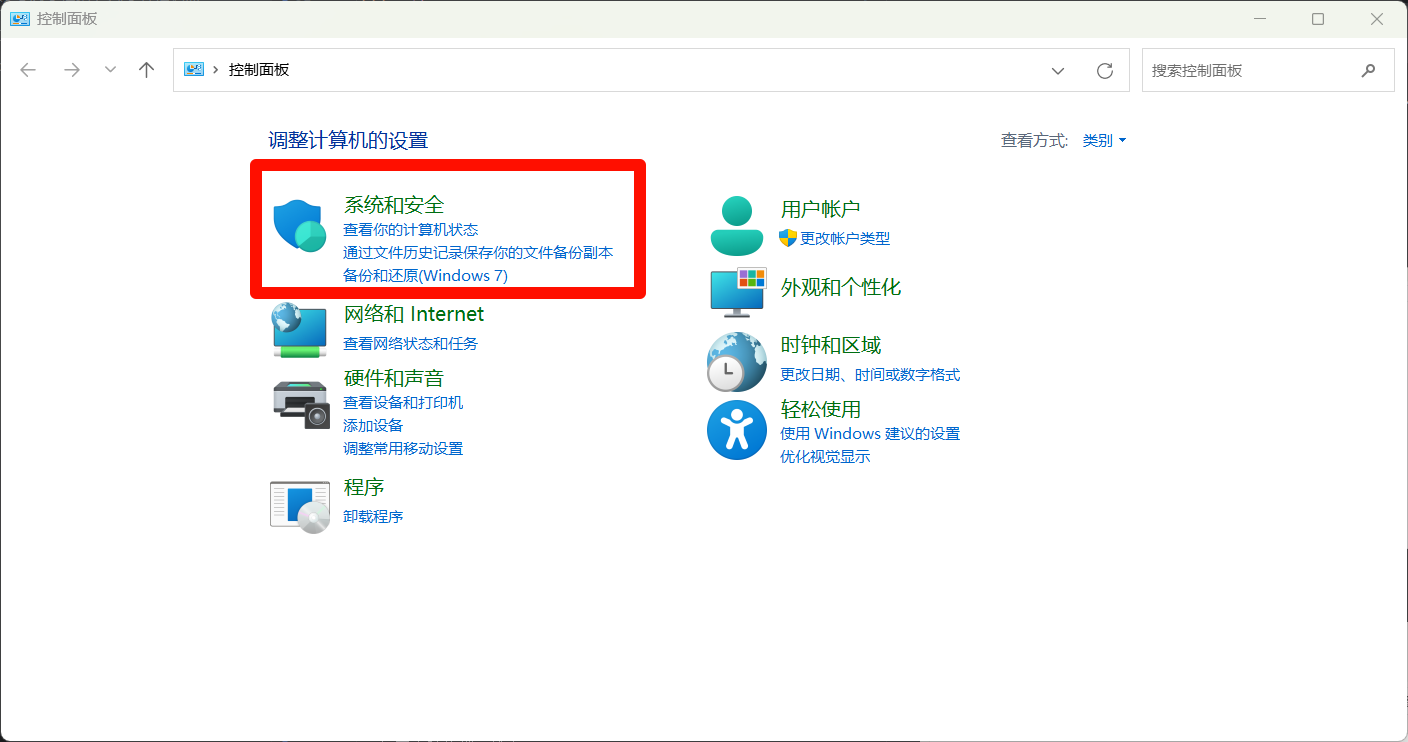 控制面板
控制面板
搜索控制面板
调整计算机的设置
查看方式: 类别
系统和安全
查看你的计算机状态
通过文件历史记录保存你的文件备份副本
备份和还原(Windows 7)
网络和 Internet
查看网络状态和任务
硬件和声音
查看设备和打印机
添加设备
调整常用移动设置
程序
卸载程序
用户帐户
更改帐户类型
外观和个性化
时钟和区域
更改日期、时间或数字格式
轻松使用
使用 Windows 建议的设置
优化视觉显示